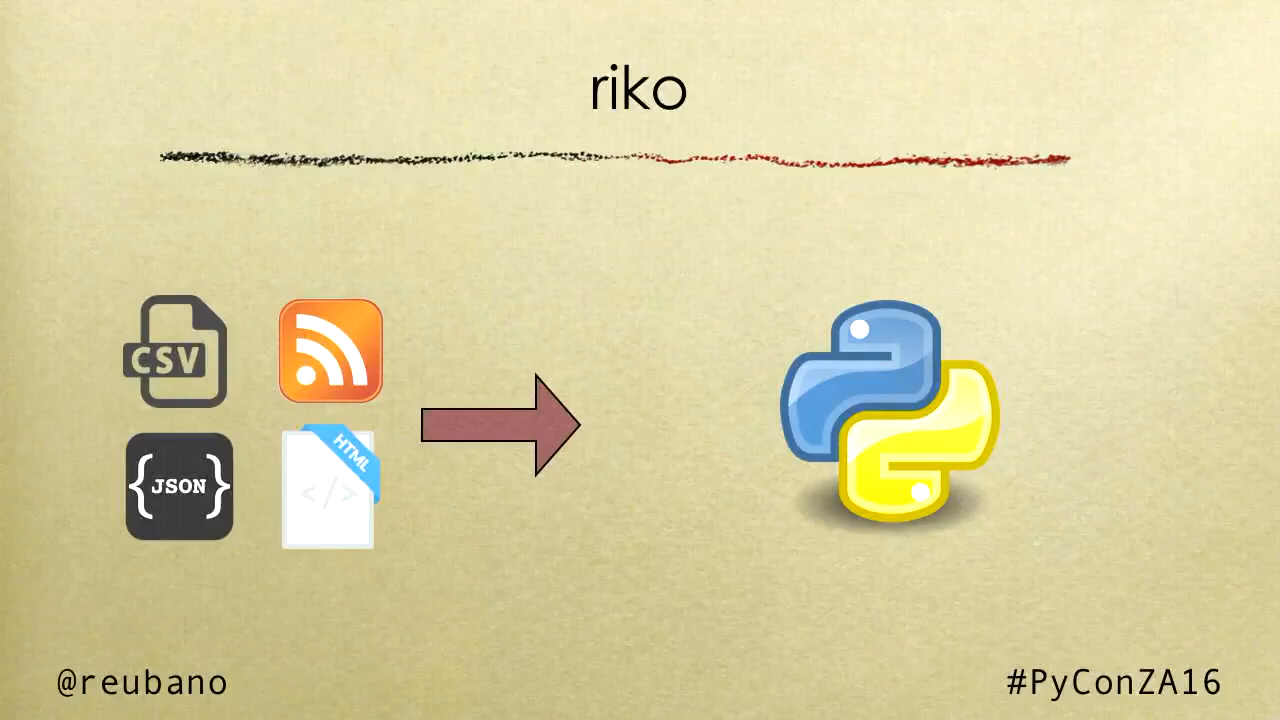 riko
CSV
{JSON}
HTML
</>
@reubano
#PyConZA16